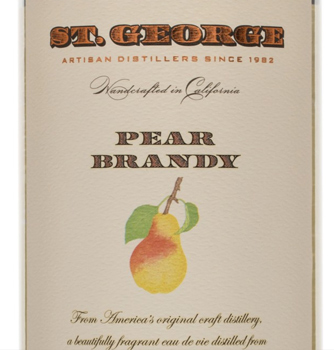 ST. GEORGE
ARTISAN DISTILLERS SINCE 1982
Handcrafted in California
PEAR
BRANDY
From America's original craft distillery,
a beautifully fragrant eau de vie distilled from